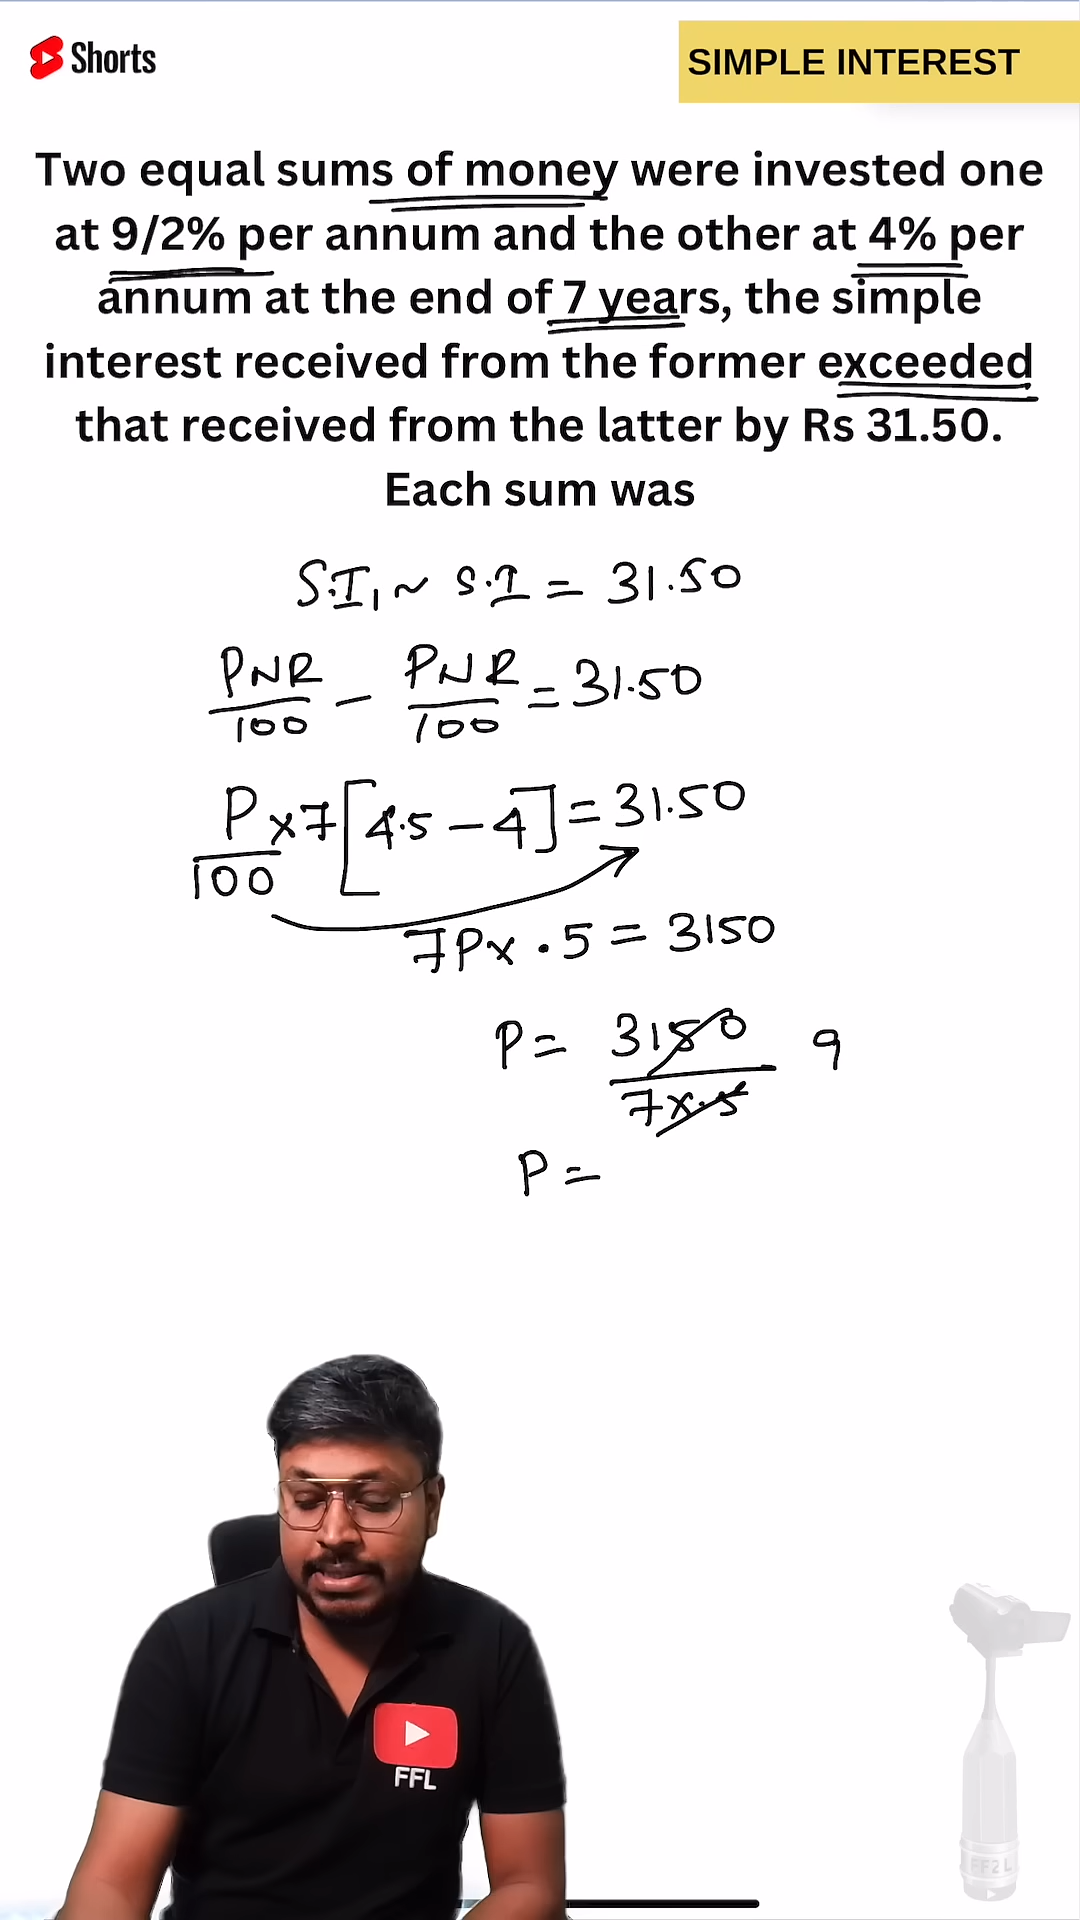 Shorts
SIMPLE INTEREST
Two equal sums of money were invested one
at 9/2% per annum and the other at 4% per
annum at the end of 7 years, the simple
interest received from the former exceeded
that received from the latter by Rs 31.50.
Each sum was
S.I₁ ~ S.I = 31.50
PNR/100 - PNR/100 = 31.50
P/100 x 7 [4.5 - 4] = 31.50
7P x .5 = 3150
P = 3150/7x.5 9
P =
FFL
FF2L